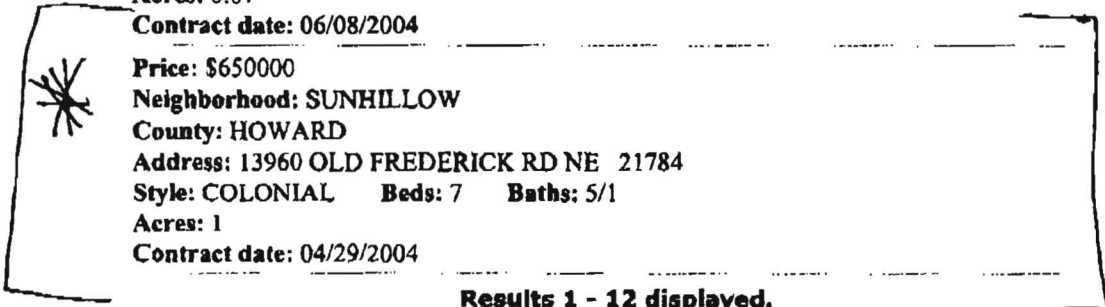 Contract date: 06/08/2004
Price: $650000
Neighborhood: SUNHILLOW
County: HOWARD
Address: 13960 OLD FREDERICK RD NE 21784
Style: COLONIAL Beds: 7 Baths: 5/1
Acres: 1
Contract date: 04/29/2004
Results 1 - 12 displayed.